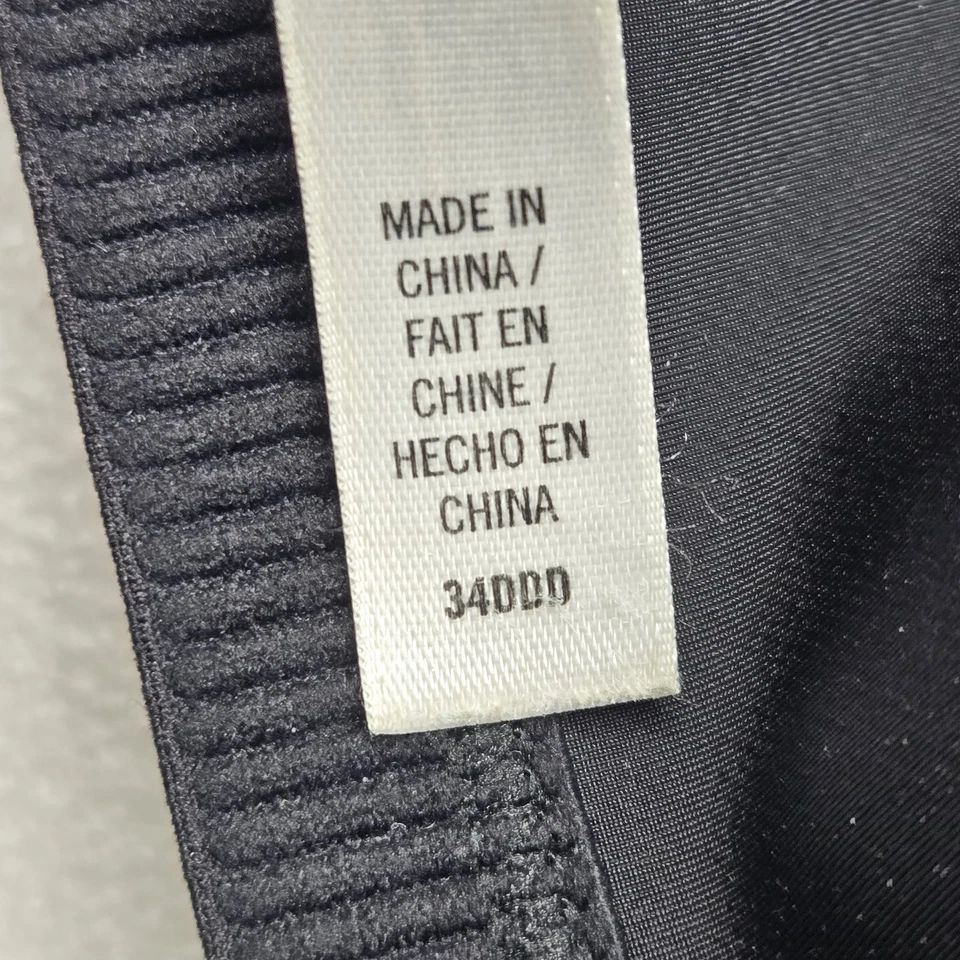 MADE IN
CHINA /
FAIT EN
CHINE /
HECHO EN
CHINA
34DDD